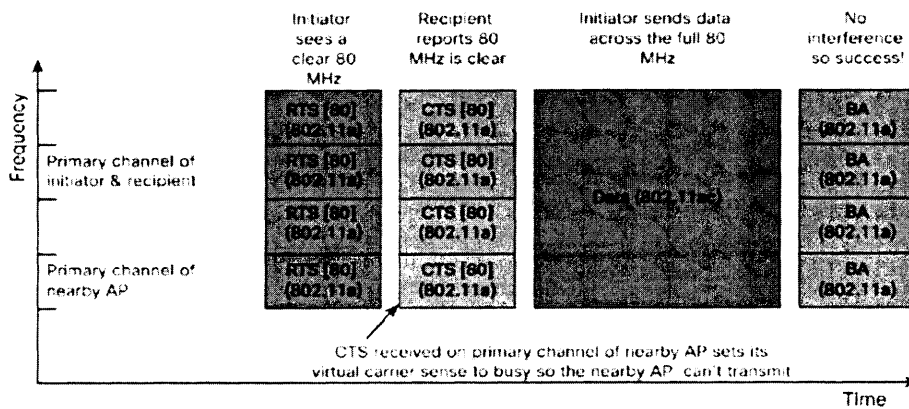 Initiator
sees a
clear 80
MHz
Recipient
reports 80
MHz is clear
Initiator sends data
across the full 80
MHz
No
interference
so success!
Frequency
RTS [80]
(802.11a)
CTS [80]
(802.11a)
BA
(802.11a)
Primary channel of
initiator & recipient
RTS [80]
(802.11a)
CTS [80]
(802.11a)
Data (802.11ac)
BA
(802.11a)
RTS [80]
(802.11a)
CTS [80]
(802.11a)
BA
(802.11a)
Primary channel of
nearby AP
RTS [80]
(802.11a)
CTS [80]
(802.11a)
BA
(802.11a)
CTS received on primary channel of nearby AP sets its
virtual carrier sense to busy so the nearby AP can't transmit
Time